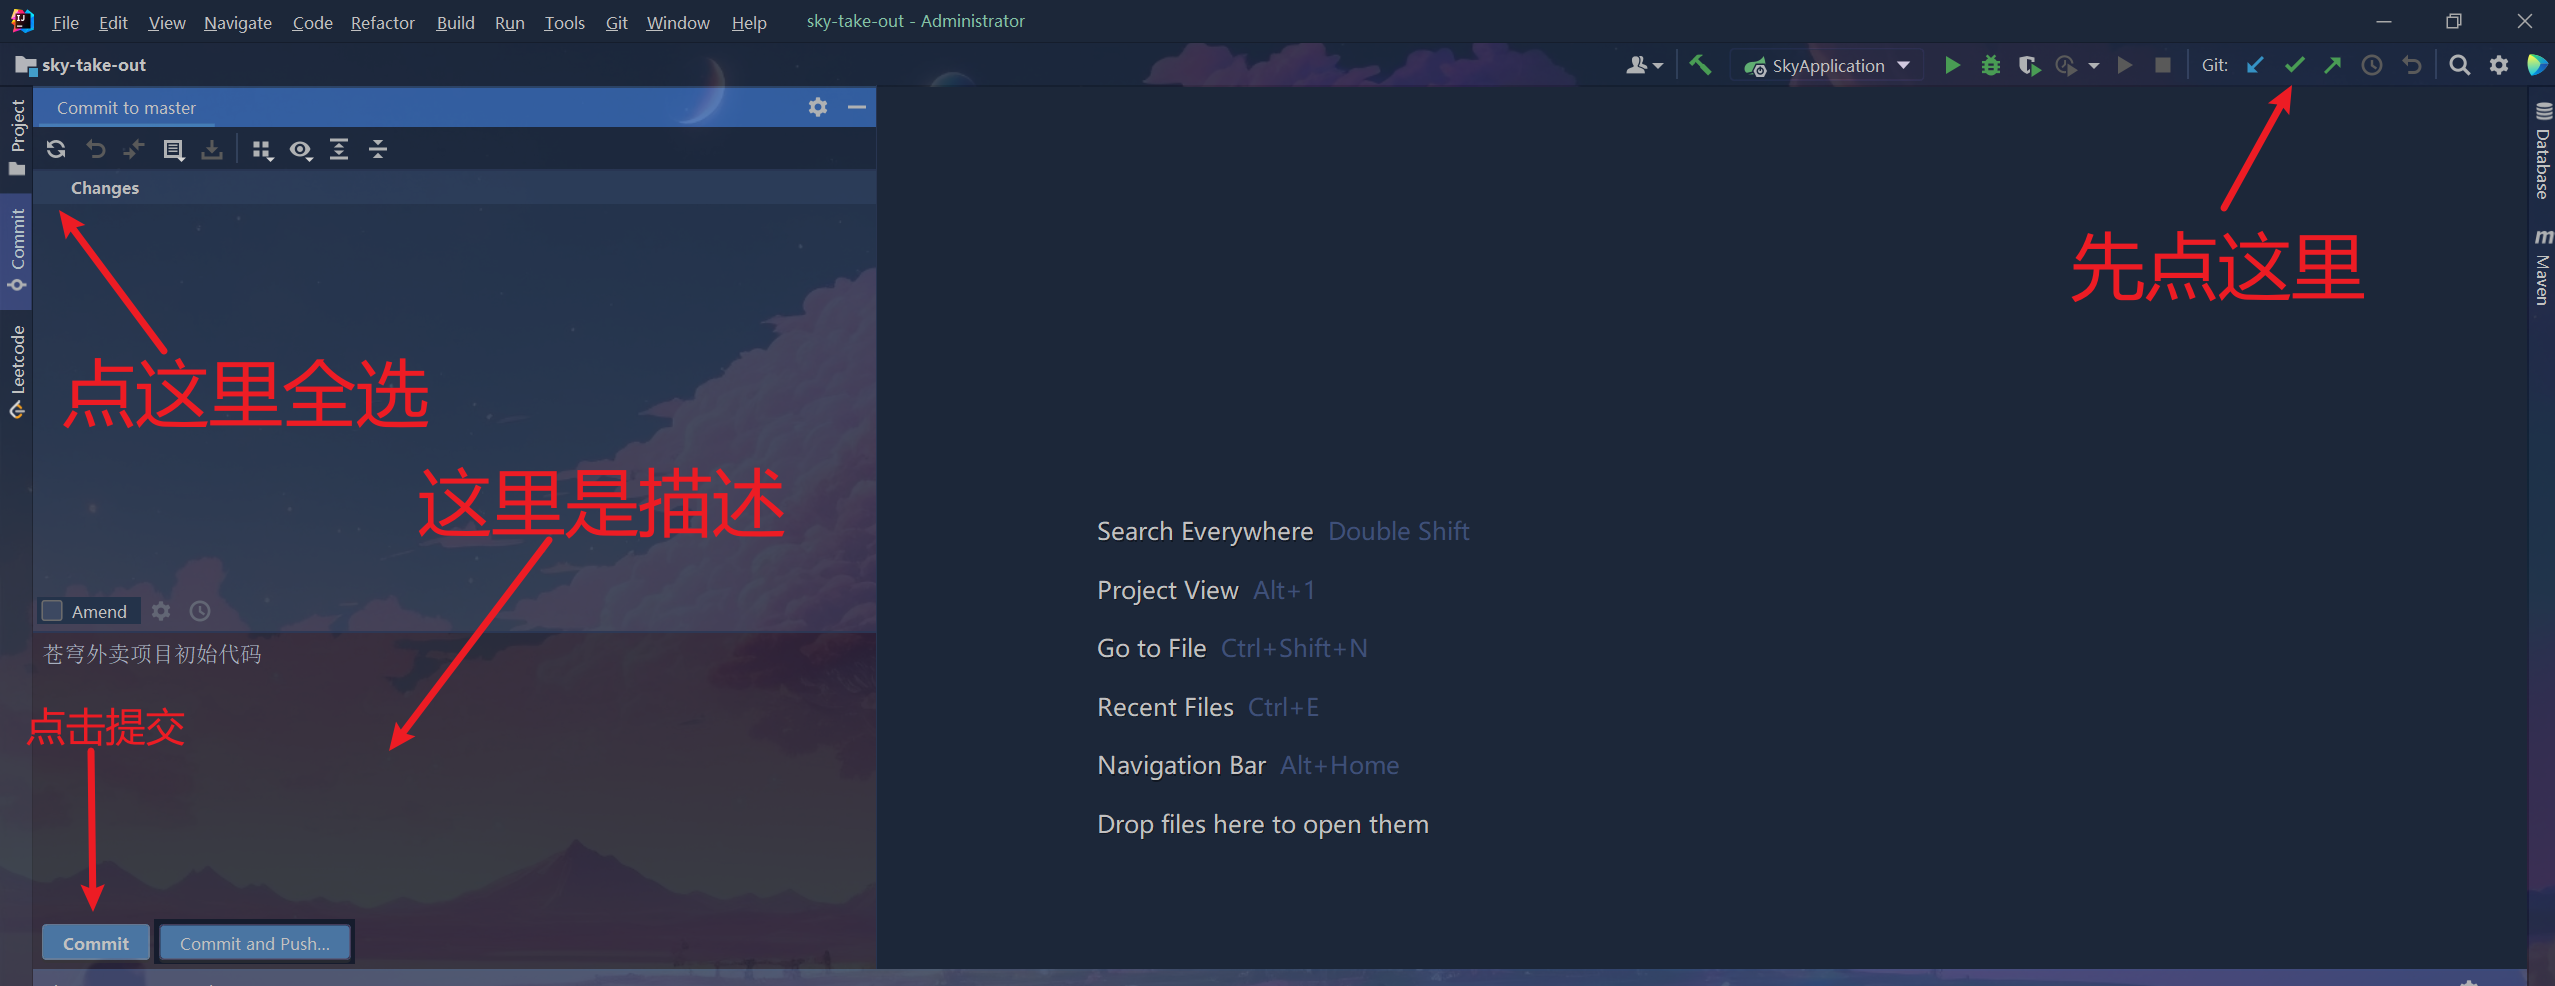 File Edit View Navigate Code Refactor Build Run Tools Git Window Help sky-take-out - Administrator
sky-take-out SkyApplication Git:
Commit to master
Changes
Project
Commit
Leetcode
Database
m Maven
先点这里
点这里全选
这里是描述
Amend
苍穹外卖项目初始代码
点击提交
Commit Commit and Push...
Search Everywhere Double Shift
Project View Alt+1
Go to File Ctrl+Shift+N
Recent Files Ctrl+E
Navigation Bar Alt+Home
Drop files here to open them